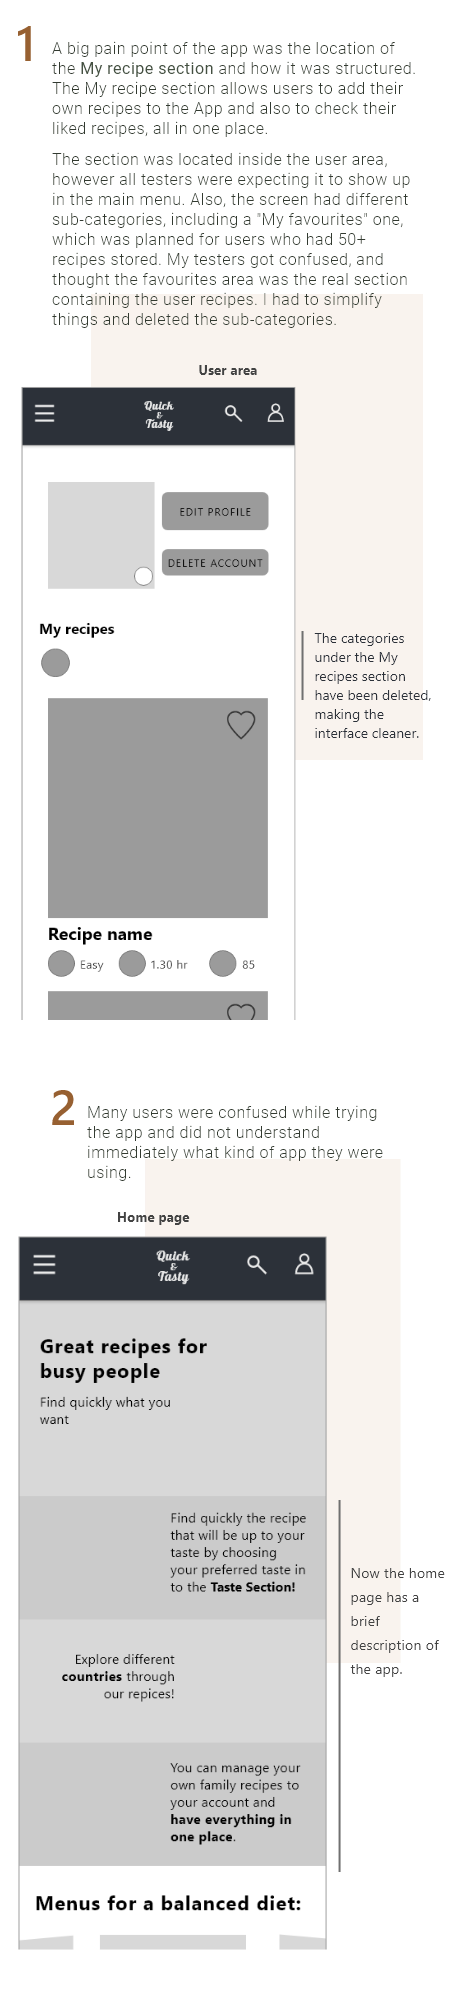 1
A big pain point of the app was the location of
the My recipe section and how it was structured.
The My recipe section allows users to add their
own recipes to the App and also to check their
liked recipes, all in one place.
The section was located inside the user area,
however all testers were expecting it to show up
in the main menu. Also, the screen had different
sub-categories, including a "My favourites" one,
which was planned for users who had 50+
recipes stored. My testers got confused, and
thought the favourites area was the real section
containing the user recipes. I had to simplify
things and deleted the sub-categories.
User area
Quick
&
Tasty
EDIT PROFILE
DELETE ACCOUNT
My recipes
The categories
under the My
recipes section
have been deleted,
making the
interface cleaner.
Recipe name
Easy 1.30 hr 85
2
Many users were confused while trying
the app and did not understand
immediately what kind of app they were
using.
Home page
Quick
&
Tasty
Great recipes for
busy people
Find quickly what you
want
Find quickly the recipe
that will be up to your
taste by choosing
your preferred taste in
to the Taste Section!
Now the home
page has a
brief
description of
the app.
Explore different
countries through
our repices!
You can manage your
own family recipes to
your account and
have everything in
one place.
Menus for a balanced diet: